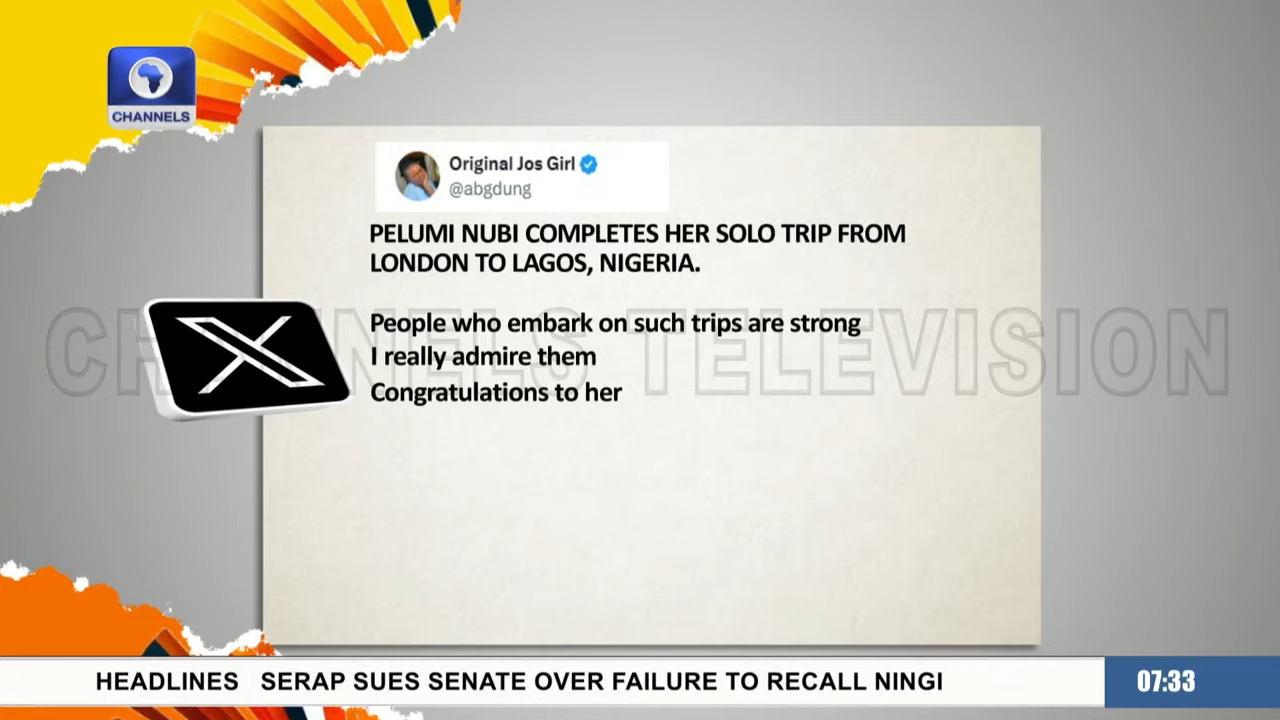 CHANNELS
Original Jos Girl
@abgdung
PELUMI NUBI COMPLETES HER SOLO TRIP FROM
LONDON TO LAGOS, NIGERIA.
People who embark on such trips are strong
I really admire them
Congratulations to her
CHANNELS TELEVISION
HEADLINES SERAP SUES SENATE OVER FAILURE TO RECALL NINGI
07:33